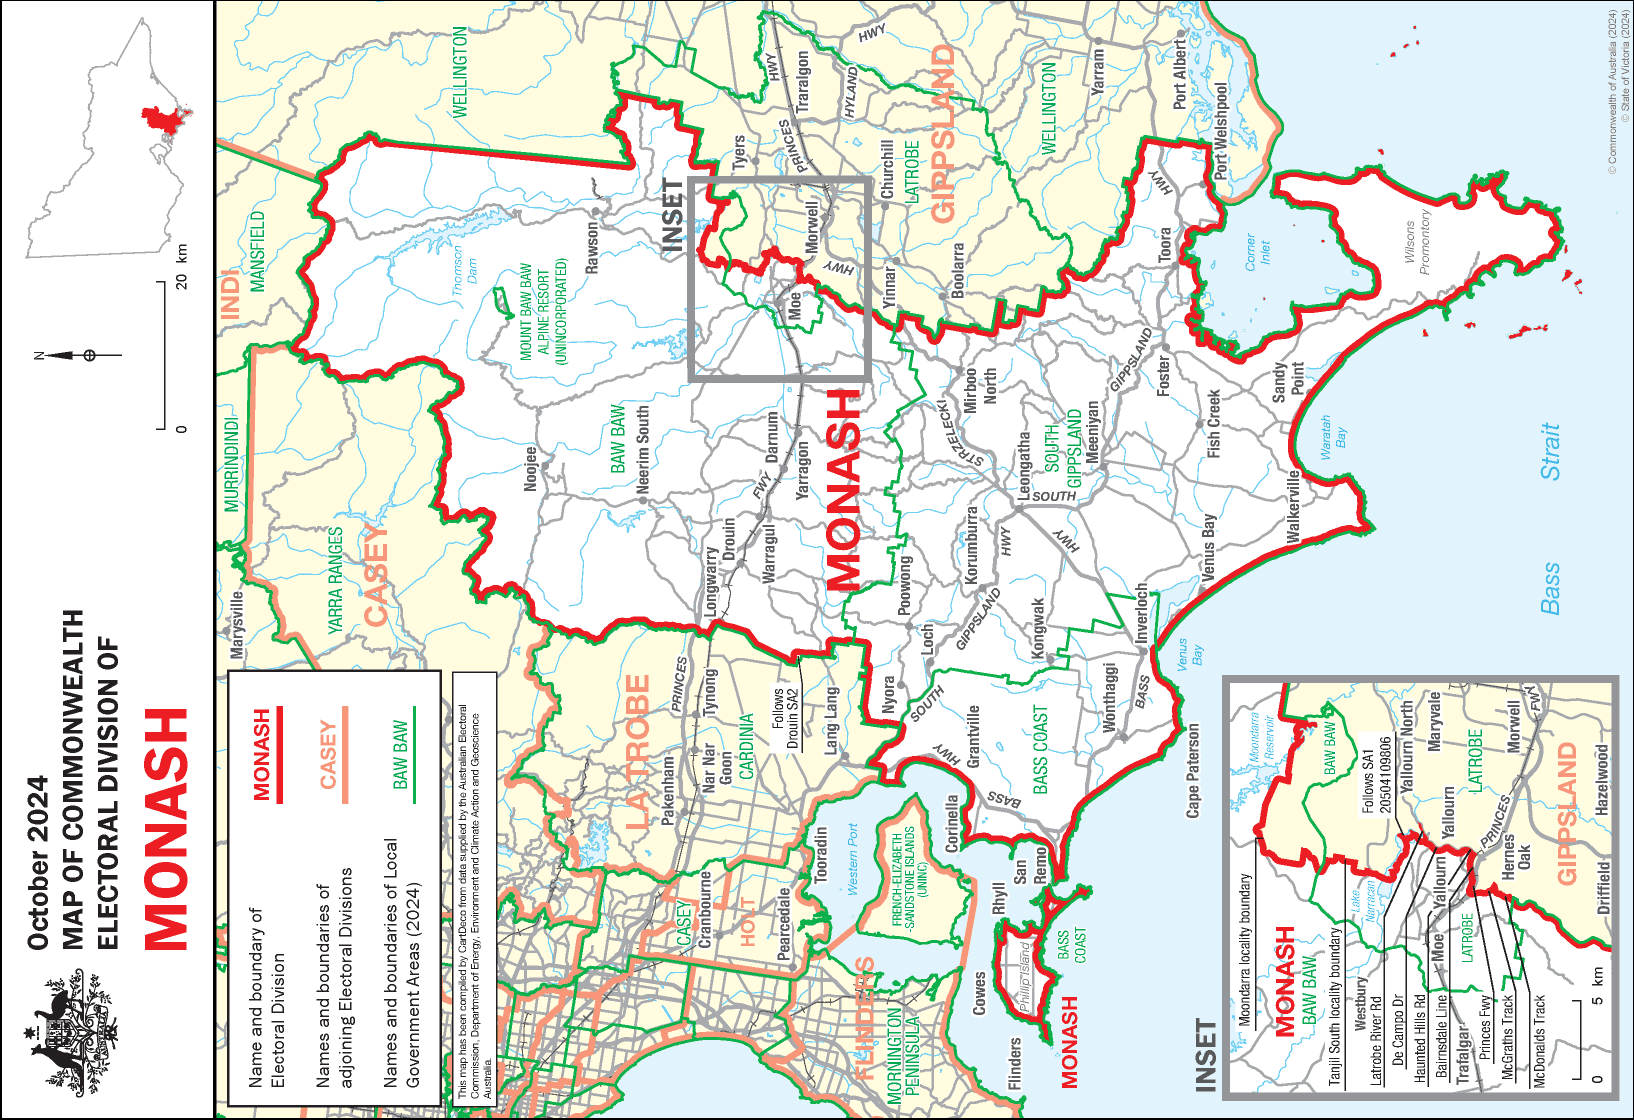 October 2024
MAP OF COMMONWEALTH
ELECTORAL DIVISION OF
MONASH
N
0
20 km
Name and boundary of
Electoral Division
MONASH
Names and boundaries of
adjoining Electoral Divisions
CASEY
Names and boundaries of Local
Government Areas (2024)
BAW BAW
This map has been compiled by CartDeco from data supplied by the Australian Electoral
Commission, Department of Energy, Environment and Climate Action and Geoscience
Australia.
Marysville
MURRINDINDI
INDI
MANSFIELD
YARRA RANGES
CASEY
WELLINGTON
Thomson
Dam
Rawson
MOUNT BAW BAW
ALPINE RESORT
(UNINCORPORATED)
Noojee
BAW BAW
Neerim South
INSET
Tyers
HWY
Traralgon
PRINCES
HYLAND
HWY
Churchill
LATROBE
GIPPSLAND
WELLINGTON
Yarram
Port Albert
Port Welshpool
Morwell
HWY
Moe
Yinnar
Boolarra
Toora
HWY
LATROBE
PRINCES
Tynong
Pakenham
Nar Nar
Goon
CARDINIA
Follows
Drouin SA2
Lang Lang
Longwarry
Drouin
Warragul
FWY
Darnum
Yarragon
MONASH
Nyora
Poowong
Loch
SOUTH
GIPPSLAND
HWY
Korumburra
HWY
Kongwak
Leongatha
STRZELECKI
HWY
Mirboo
North
SOUTH
GIPPSLAND
Meeniyan
SOUTH
GIPPSLAND
Foster
Fish Creek
Sandy
Point
Walkerville
Waratah
Bay
Corner
Inlet
Wilsons
Promontory
Venus Bay
Venus
Bay
Inverloch
Wonthaggi
BASS
BASS COAST
Grantville
HWY
BASS
Corinella
Cape Paterson
San
Remo
Rhyll
Cowes
Phillip Island
BASS
COAST
MONASH
Flinders
FLINDERS
MORNINGTON
PENINSULA
FRENCH-ELIZABETH
-SANDSTONE ISLANDS
(UNINC)
Western Port
Tooradin
Pearcedale
Cranbourne
CASEY
HOLT
Bass
Strait
INSET
Moondarra locality boundary
MONASH
BAW BAW
Tanjil South locality boundary
Westbury
Latrobe River Rd
De Campo Dr
Haunted Hills Rd
Bairnsdale Line
Trafalgar
Princes Fwy
McGraths Track
McDonalds Track
0
5 km
Moondarra
Reservoir
BAW BAW
Lake
Narracan
Follows SA1
20504109806
Yallourn North
Maryvale
Yallourn
LATROBE
Morwell
FWY
PRINCES
Hernes
Oak
GIPPSLAND
Hazelwood
Driffield
Moe
Yallourn
LATROBE
© Commonwealth of Australia (2024)
© State of Victoria (2024)